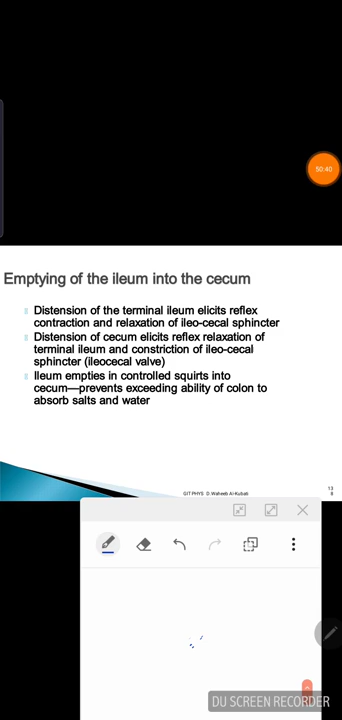 50:40
Emptying of the ileum into the cecum
Distension of the terminal ileum elicits reflex
contraction and relaxation of ileo-cecal sphincter
Distension of cecum elicits reflex relaxation of
terminal ileum and constriction of ileo-cecal
sphincter (ileocecal valve)
Ileum empties in controlled squirts into
cecum—prevents exceeding ability of colon to
absorb salts and water
GIT PHYS D.Waheeb Al-Kubati
13
DU SCREEN RECORDER